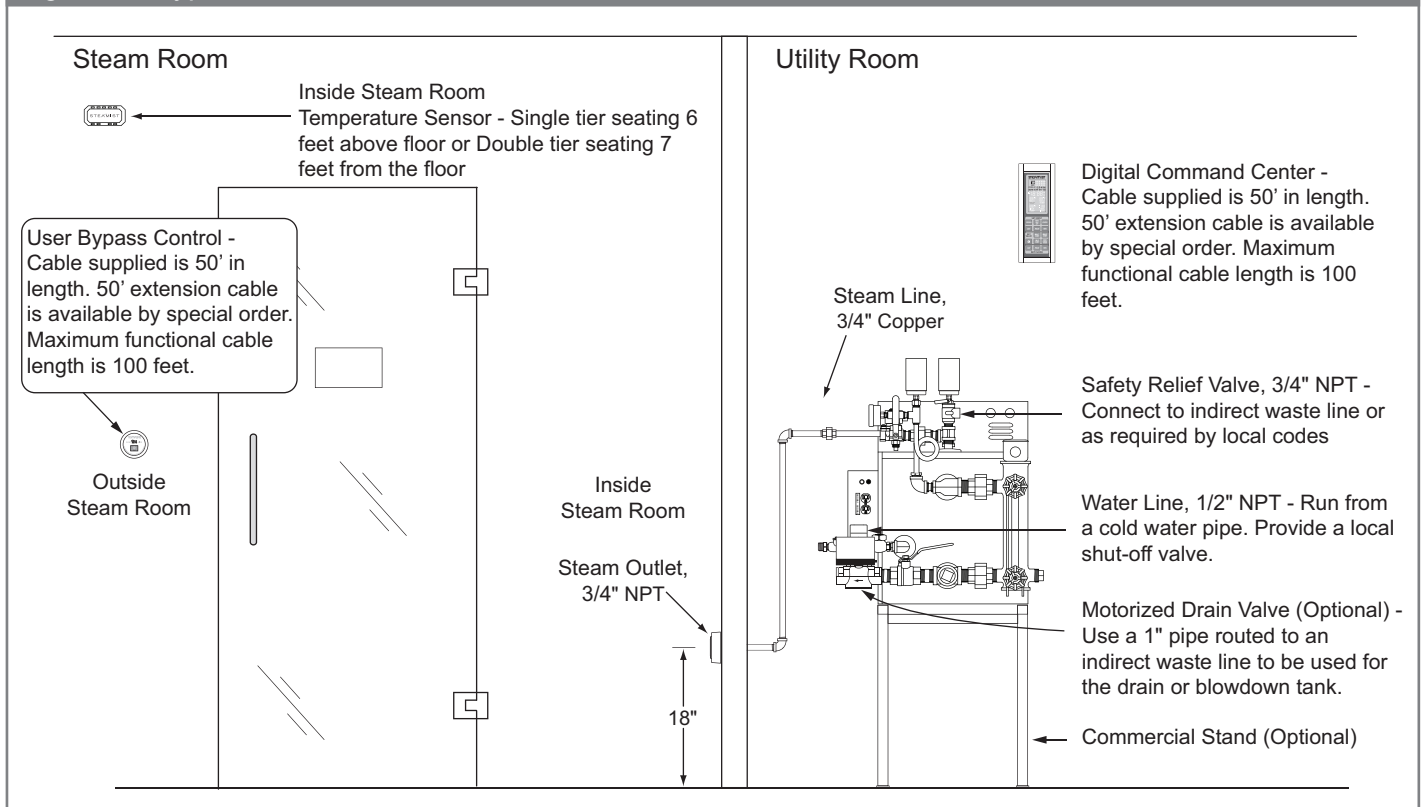 Steam Room
Utility Room
STEAMIST
Inside Steam Room
Temperature Sensor - Single tier seating 6
feet above floor or Double tier seating 7
feet from the floor
User Bypass Control -
Cable supplied is 50’ in
length. 50’ extension cable
is available by special order.
Maximum functional cable
length is 100 feet.
Outside
Steam Room
Inside
Steam Room
Steam Outlet,
3/4" NPT
18"
Steam Line,
3/4" Copper
Digital Command Center -
Cable supplied is 50’ in length.
50’ extension cable is available
by special order. Maximum
functional cable length is 100
feet.
Safety Relief Valve, 3/4" NPT -
Connect to indirect waste line or
as required by local codes
Water Line, 1/2" NPT - Run from
a cold water pipe. Provide a local
shut-off valve.
Motorized Drain Valve (Optional) -
Use a 1" pipe routed to an
indirect waste line to be used for
the drain or blowdown tank.
Commercial Stand (Optional)